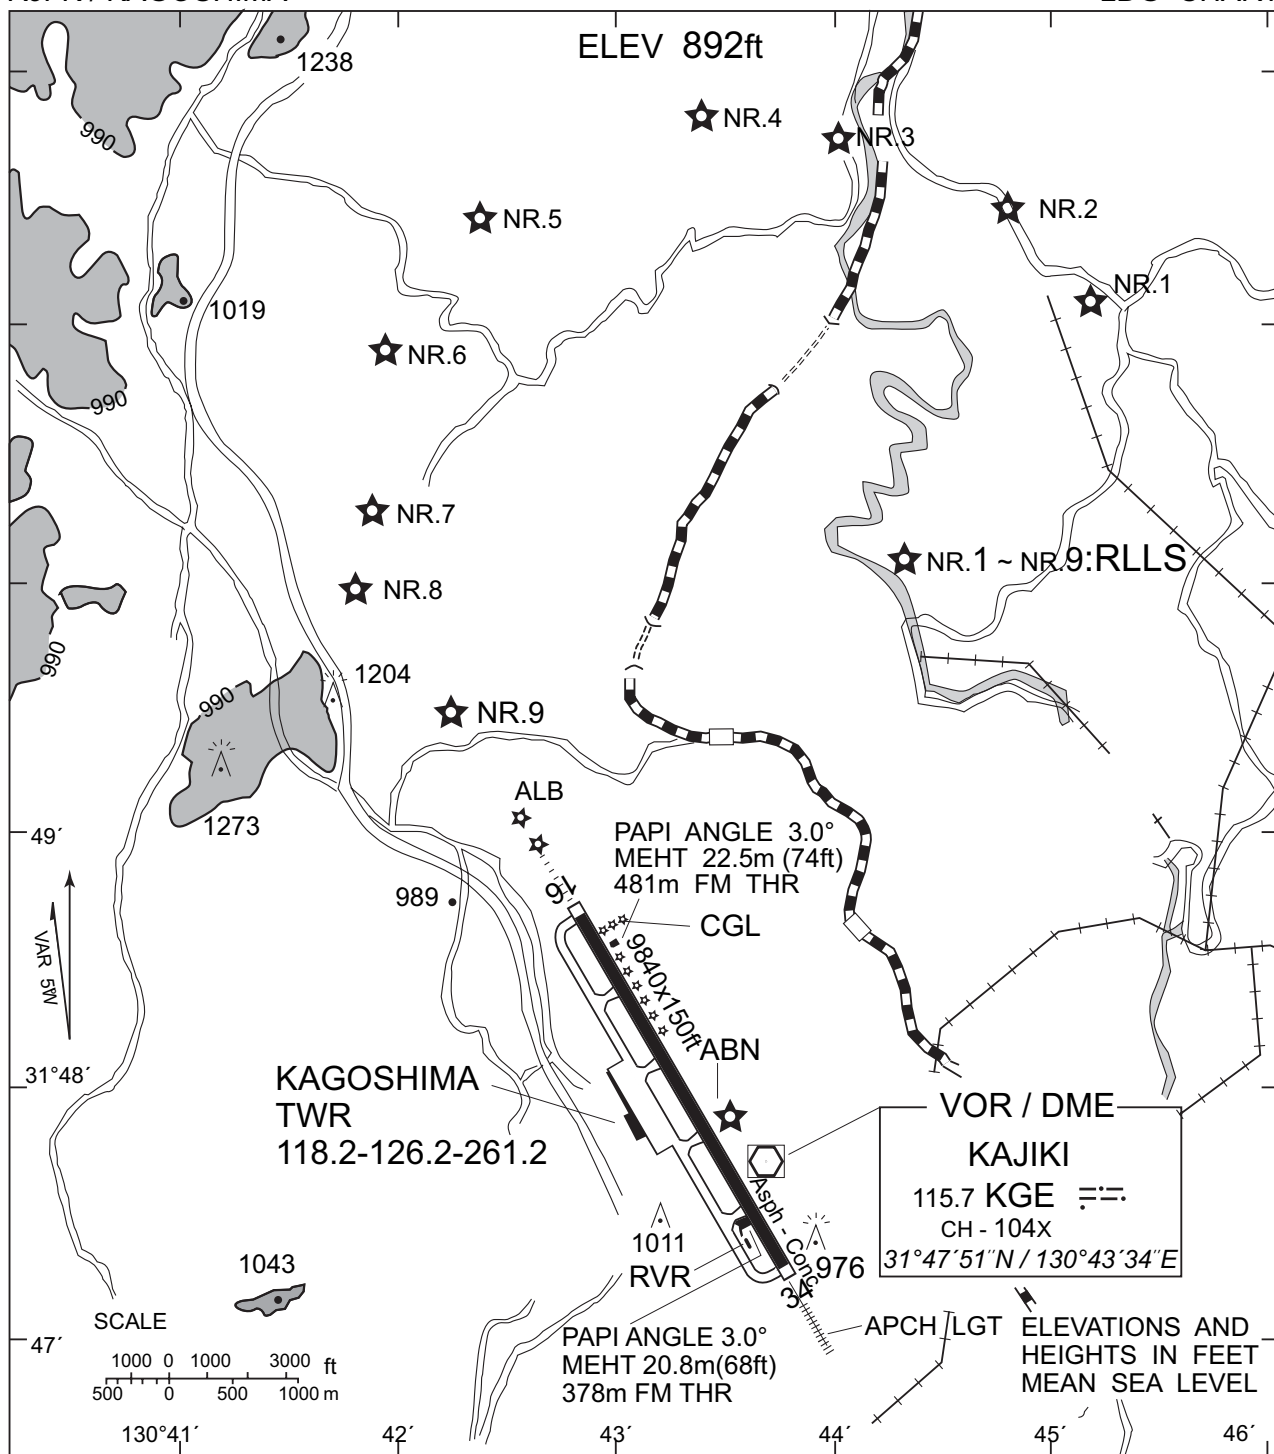 ELEV 892ft
1238
990
NR.4
NR.3
NR.5
NR.2
NR.1
1019
NR.6
990
NR.7
NR.1 ~ NR.9:RLLS
NR.8
990
1204
990
NR.9
1273
ALB
49´
PAPI ANGLE 3.0°
MEHT 22.5m (74ft)
481m FM THR
989
16
CGL
9840x150ft
VAR 5W
ABN
31°48´
KAGOSHIMA
TWR
118.2-126.2-261.2
VOR / DME
KAJIKI
115.7 KGE
CH - 104X
31°47´51˝N / 130°43´34˝E
Asph - Conc
1011
RVR
976
34
1043
SCALE
1000 0 1000 3000 ft
500 0 500 1000 m
47´
PAPI ANGLE 3.0°
MEHT 20.8m(68ft)
378m FM THR
APCH LGT
ELEVATIONS AND
HEIGHTS IN FEET
MEAN SEA LEVEL
130°41´ 42´ 43´ 44´ 45´ 46´